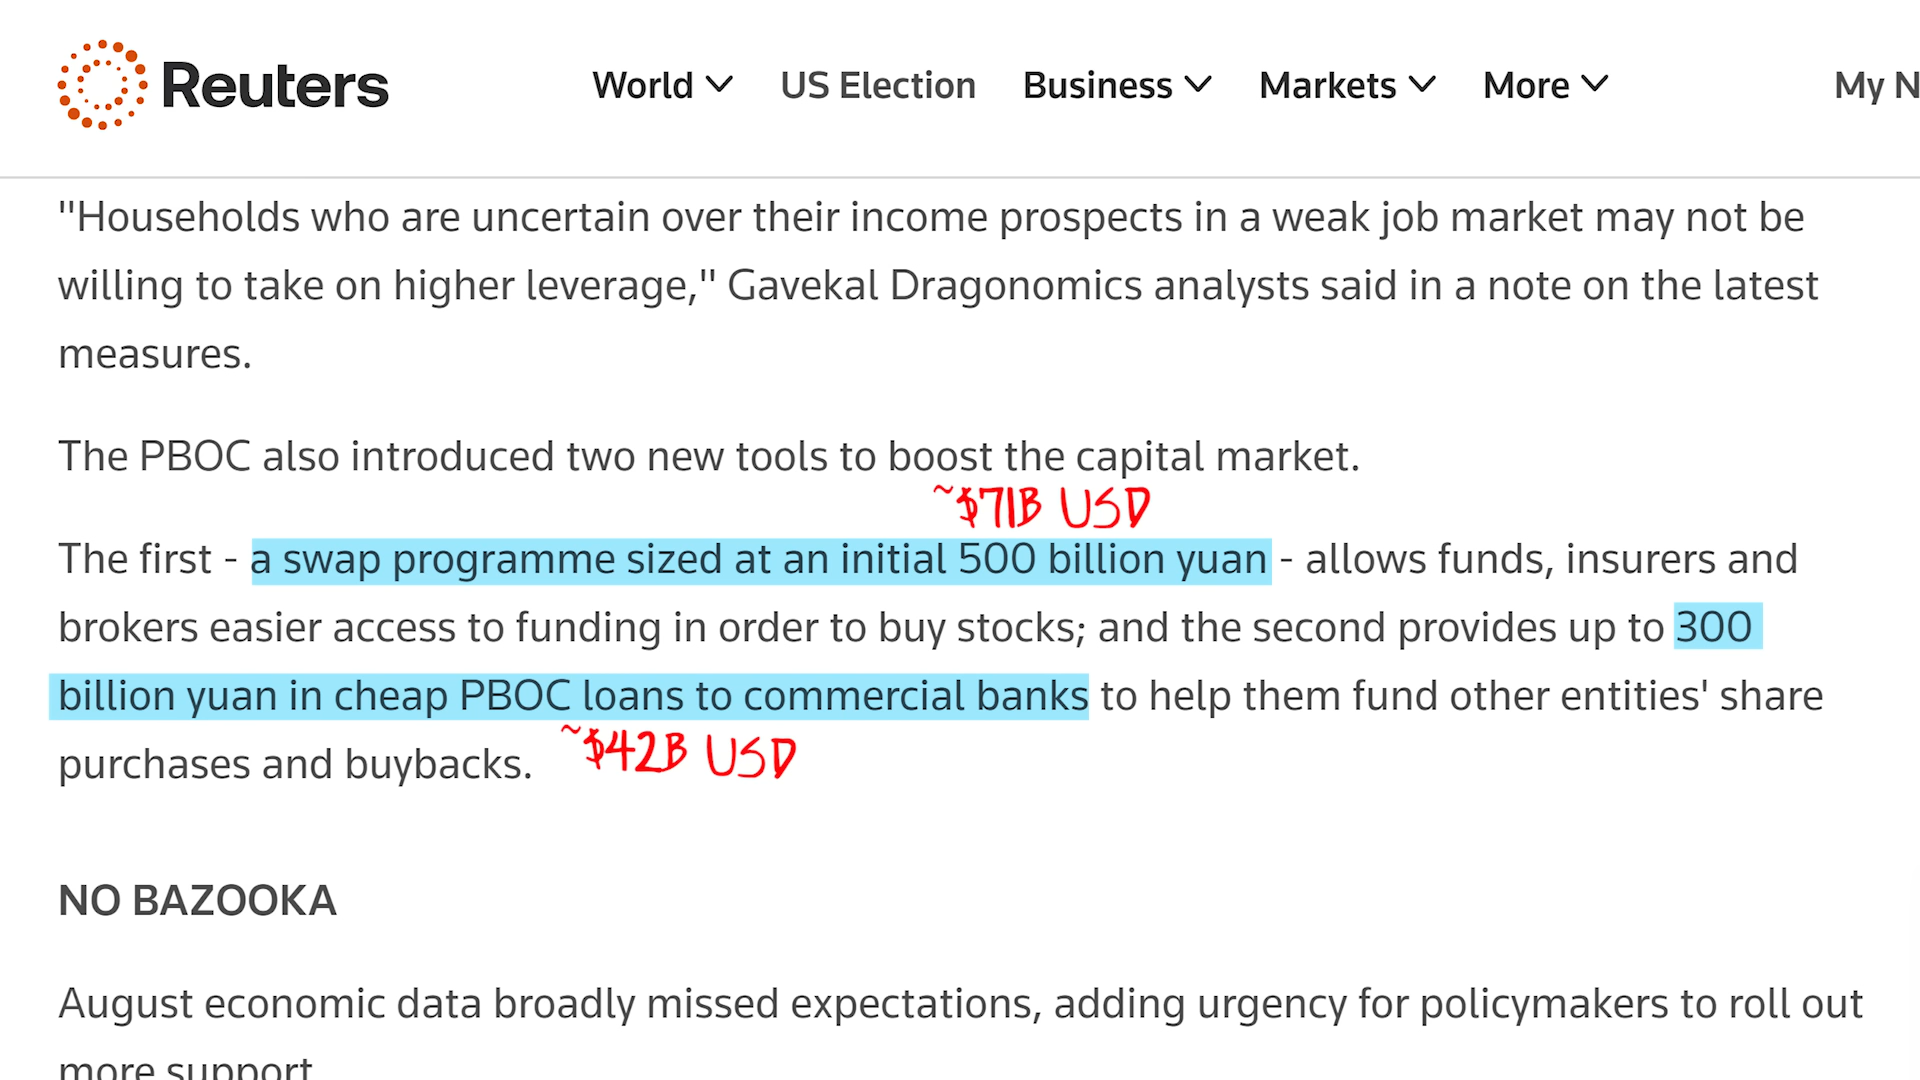 Reuters
World US Election Business Markets More My N
"Households who are uncertain over their income prospects in a weak job market may not be
willing to take on higher leverage," Gavekal Dragonomics analysts said in a note on the latest
measures.
The PBOC also introduced two new tools to boost the capital market.
~$71B USD
The first - a swap programme sized at an initial 500 billion yuan - allows funds, insurers and
brokers easier access to funding in order to buy stocks; and the second provides up to 300
billion yuan in cheap PBOC loans to commercial banks to help them fund other entities' share
purchases and buybacks.
~$42B USD
NO BAZOOKA
August economic data broadly missed expectations, adding urgency for policymakers to roll out
more support